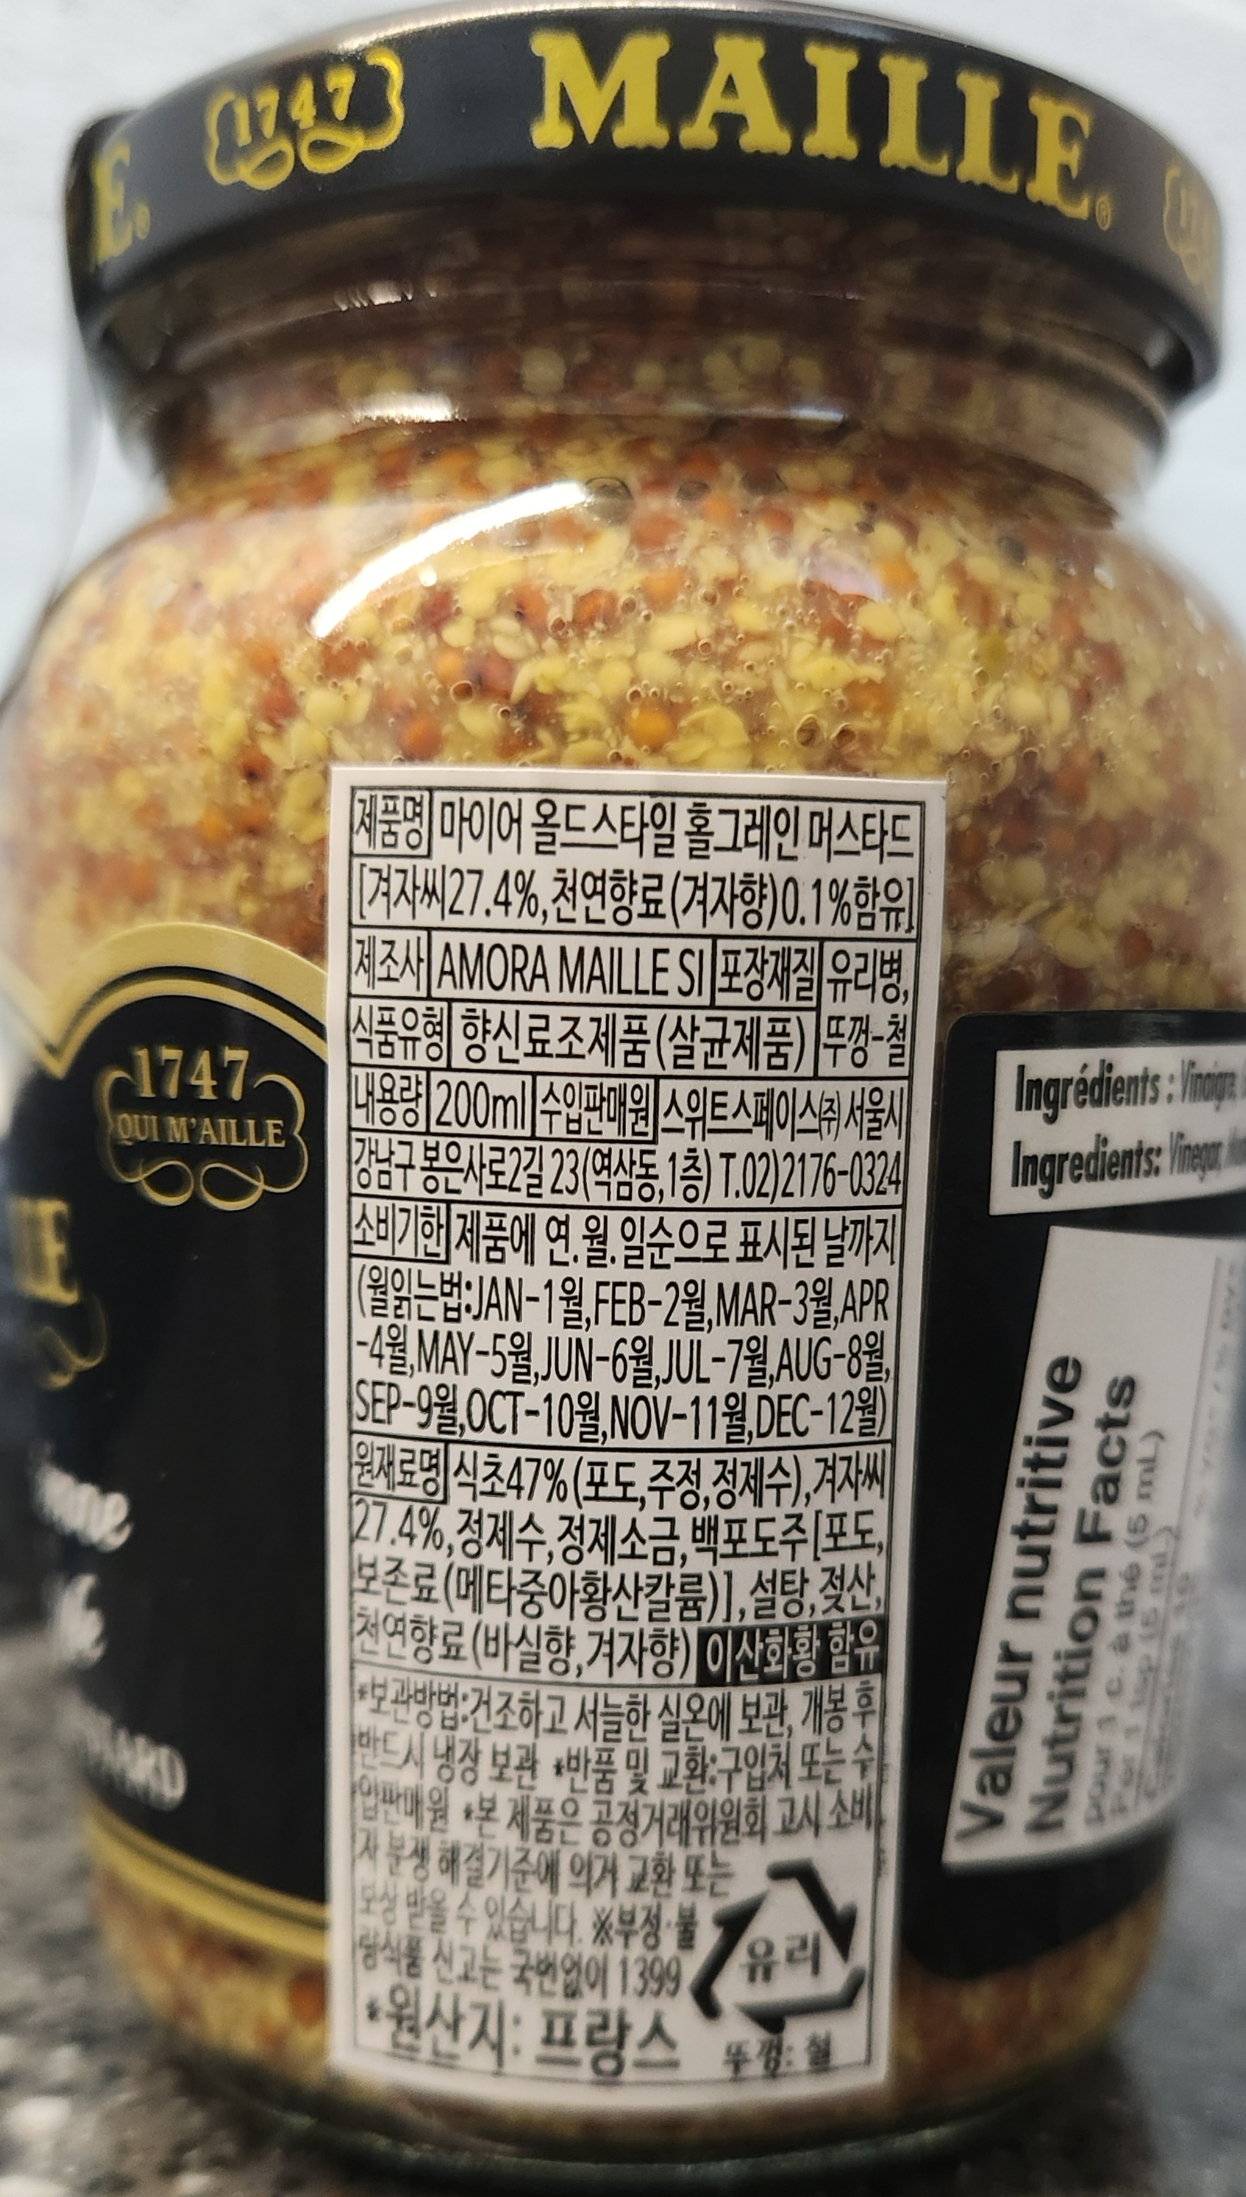 1747 MAILLE®
E®
제품명 마이어 올드스타일 홀그레인 머스타드
[겨자씨27.4%,천연향료(겨자향)0.1%함유]
제조사 AMORA MAILLE SI 포장재질 유리병,
식품유형 향신료조제품(살균제품) 뚜껑-철
내용량 200ml 수입판매원 스위트스페이스㈜ 서울시
강남구 봉은사로2길 23(역삼동,1층) T.02)2176-0324
소비기한 제품에 연.월.일순으로 표시된 날까지
(월읽는법:JAN-1월,FEB-2월,MAR-3월,APR
-4월,MAY-5월,JUN-6월,JUL-7월,AUG-8월,
SEP-9월,OCT-10월,NOV-11월,DEC-12월)
원재료명 식초47%(포도,주정,정제수),겨자씨
27.4%,정제수,정제소금,백포도주[포도,
보존료(메타중아황산칼륨)],설탕,젖산,
천연향료(바실향,겨자향) 이산화황 함유
*보관방법:건조하고 서늘한 실온에 보관, 개봉 후
반드시 냉장 보관 *반품 및 교환:구입처 또는 수
입판매원 *본 제품은 공정거래위원회 고시 소비
자 분쟁 해결기준에 의거 교환 또는
보상 받을 수 있습니다. ※부정·불
량식품 신고는 국번없이 1399
*원산지: 프랑스
유리
뚜껑: 철
1747
QUI M'AILLE
Ingrédients : Vinaigre,
Ingredients: Vinegar,
Valeur nutritive
Nutrition Facts
pour 1 c. à thé (5 mL)
Per 1 tsp (5 mL)